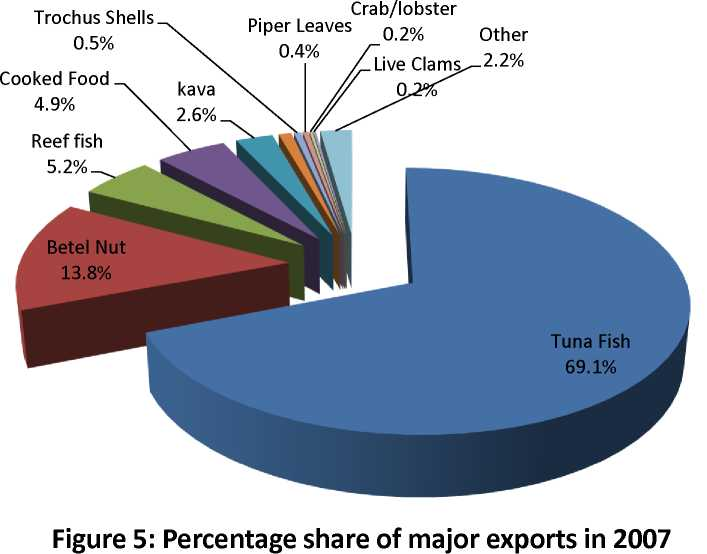 Trochus Shells
0.5%
Piper Leaves
0.4%
Crab/lobster
0.2%
Live Clams
0.2%
Other
2.2%
Cooked Food
4.9%
kava
2.6%
Reef fish
5.2%
Betel Nut
13.8%
Tuna Fish
69.1%
Figure 5: Percentage share of major exports in 2007